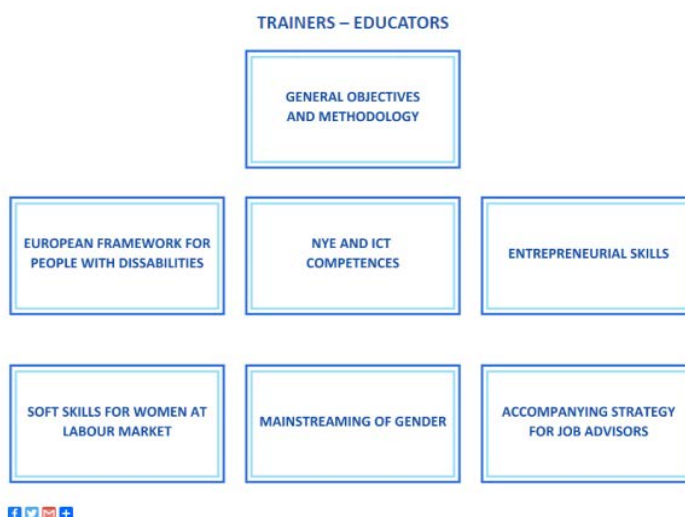 TRAINERS – EDUCATORS
GENERAL OBJECTIVES
AND METHODOLOGY
EUROPEAN FRAMEWORK FOR
PEOPLE WITH DISSABILITIES
NYE AND ICT
COMPETENCES
ENTREPRENEURIAL SKILLS
SOFT SKILLS FOR WOMEN AT
LABOUR MARKET
MAINSTREAMING OF GENDER
ACCOMPANYING STRATEGY
FOR JOB ADVISORS